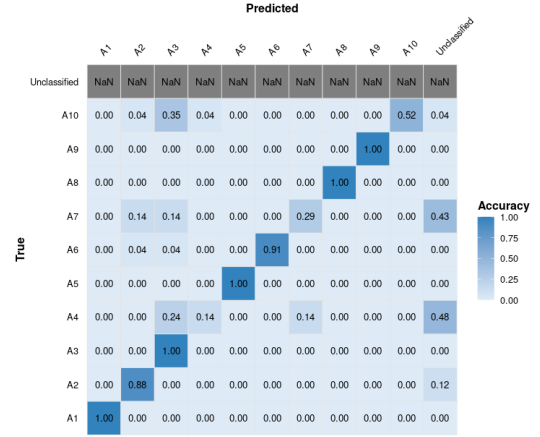 Predicted
A1 A2 A3 A4 A5 A6 A7 A8 A9 A10 Unclassified
Unclassified NaN NaN NaN NaN NaN NaN NaN NaN NaN NaN NaN
A10 0.00 0.04 0.35 0.04 0.00 0.00 0.00 0.00 0.00 0.52 0.04
A9 0.00 0.00 0.00 0.00 0.00 0.00 0.00 0.00 1.00 0.00 0.00
A8 0.00 0.00 0.00 0.00 0.00 0.00 0.00 1.00 0.00 0.00 0.00
A7 0.00 0.14 0.14 0.00 0.00 0.00 0.29 0.00 0.00 0.00 0.43
A6 0.00 0.04 0.04 0.00 0.00 0.91 0.00 0.00 0.00 0.00 0.00
A5 0.00 0.00 0.00 0.00 1.00 0.00 0.00 0.00 0.00 0.00 0.00
A4 0.00 0.00 0.24 0.14 0.00 0.00 0.14 0.00 0.00 0.00 0.48
A3 0.00 0.00 1.00 0.00 0.00 0.00 0.00 0.00 0.00 0.00 0.00
A2 0.00 0.88 0.00 0.00 0.00 0.00 0.00 0.00 0.00 0.00 0.12
A1 1.00 0.00 0.00 0.00 0.00 0.00 0.00 0.00 0.00 0.00 0.00
True
Accuracy
1.00
0.75
0.50
0.25
0.00